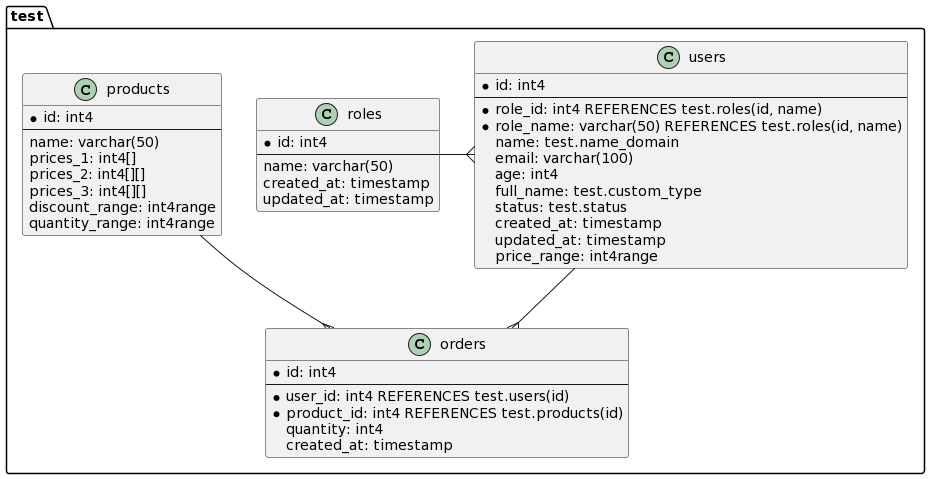 test
products
id: int4
name: varchar(50)
prices_1: int4[]
prices_2: int4[][]
prices_3: int4[][]
discount_range: int4range
quantity_range: int4range
roles
id: int4
name: varchar(50)
created_at: timestamp
updated_at: timestamp
users
id: int4
role_id: int4 REFERENCES test.roles(id, name)
role_name: varchar(50) REFERENCES test.roles(id, name)
name: test.name_domain
email: varchar(100)
age: int4
full_name: test.custom_type
status: test.status
created_at: timestamp
updated_at: timestamp
price_range: int4range
orders
id: int4
user_id: int4 REFERENCES test.users(id)
product_id: int4 REFERENCES test.products(id)
quantity: int4
created_at: timestamp